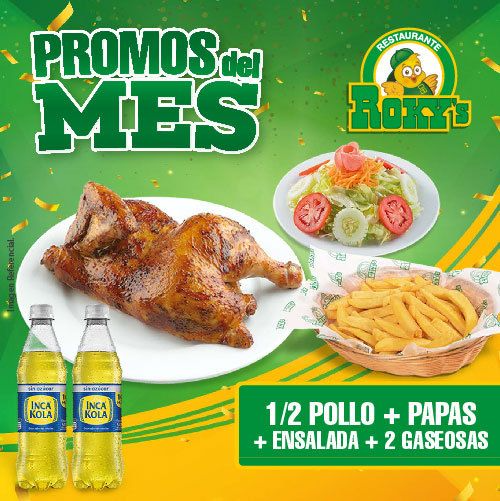 PROMOS del
MES
RESTAURANTE
ROKY's
Imagen Referencial.
sin azúcar
INCA
KOLA
sin azúcar
INCA
KOLA
1/2 POLLO + PAPAS
+ ENSALADA + 2 GASEOSAS